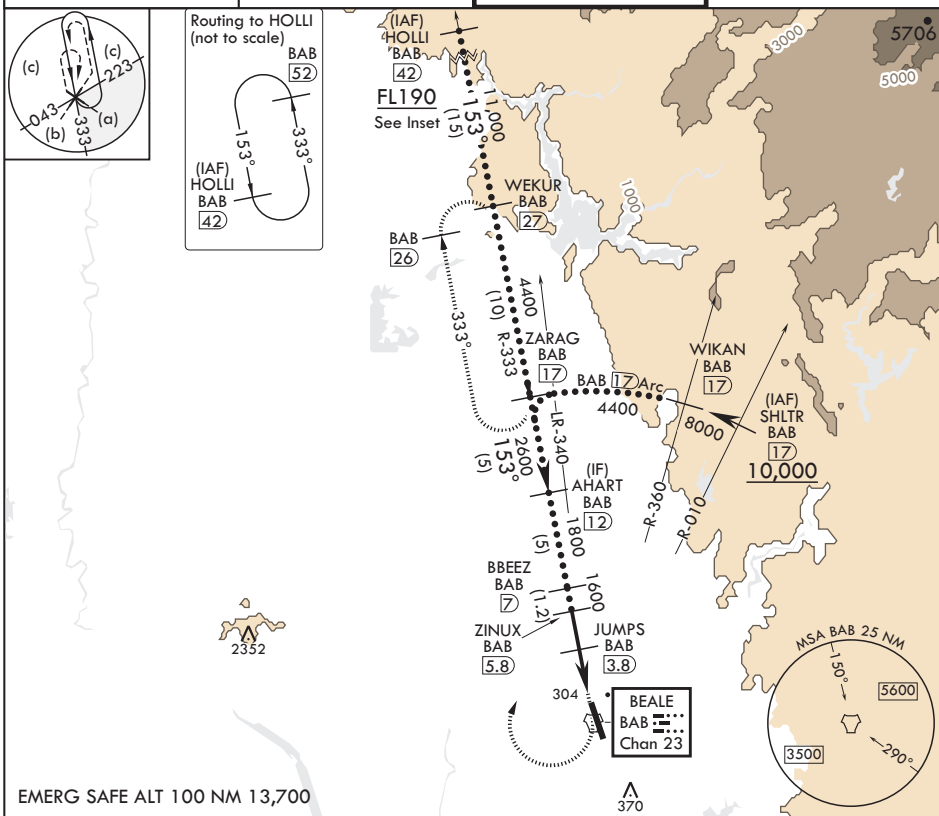 (c)
(c)
223
043
(b)
(a)
333
Routing to HOLLI
(not to scale)
BAB
52
153°
333°
(IAF)
HOLLI
BAB
42
(IAF)
HOLLI
BAB
42
FL190
See Inset
11,000
153°
(15)
3000
5706
5000
1000
WEKUR
BAB
27
BAB
26
333°
4400
(10)
R-333
ZARAG
BAB
17
BAB 17 Arc
4400
WIKAN
BAB
17
(IAF)
SHLTR
BAB
17
10,000
8000
LR-340
2600
153°
(5)
R-360
R-010
(IF)
AHART
BAB
12
1800
(5)
BBEEZ
BAB
7
1600
(1.2)
ZINUX
BAB
5.8
JUMPS
BAB
3.8
2352
304
BEALE
BAB
Chan 23
370
MSA BAB 25 NM
150°
5600
3500
290°
EMERG SAFE ALT 100 NM 13,700